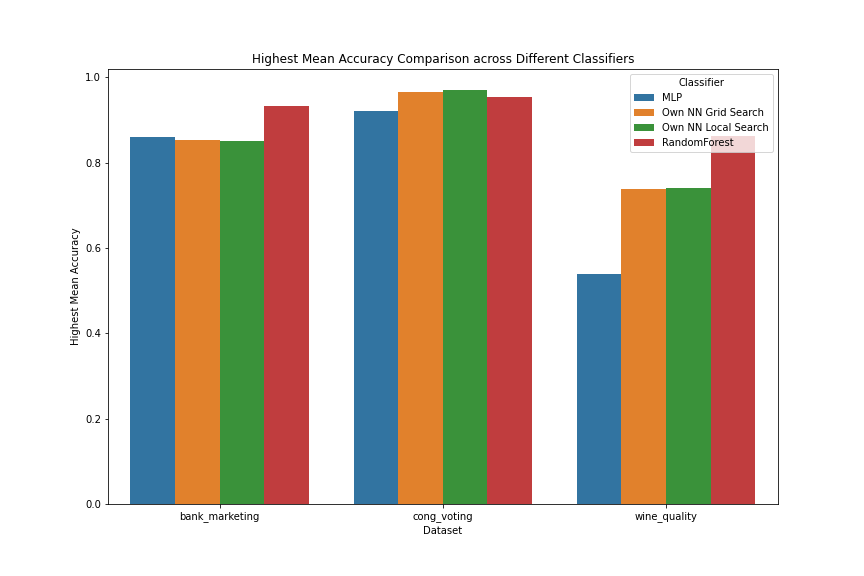 Highest Mean Accuracy Comparison across Different Classifiers
Classifier
MLP
Own NN Grid Search
Own NN Local Search
RandomForest
Highest Mean Accuracy
1.0
0.8
0.6
0.4
0.2
0.0
bank_marketing
cong_voting
wine_quality
Dataset